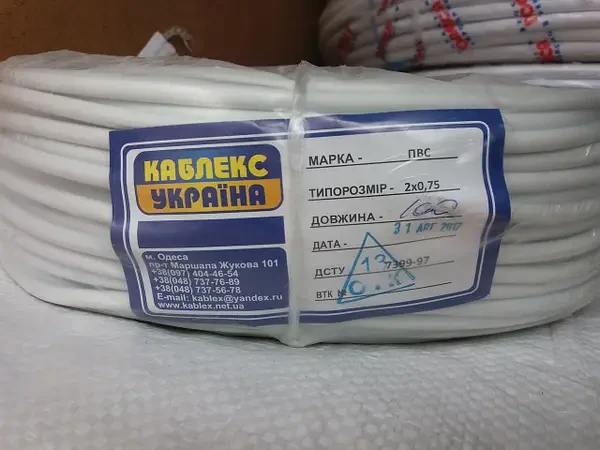 КАБЛЕКС
УКРАЇНА
м. Одеса
пр-т Маршала Жукова 101
+38(097) 404-46-54
+38(048) 737-76-89
+38(048) 737-56-78
E-mail: kablex@yandex.ru
www.kablex.net.ua
МАРКА - ПВС
ТИПОРОЗМІР - 2x0,75
ДОВЖИНА - 100
ДАТА - 31 АВГ 2017
ДСТУ 7399-97
ВТК №
13
О.Т.К.